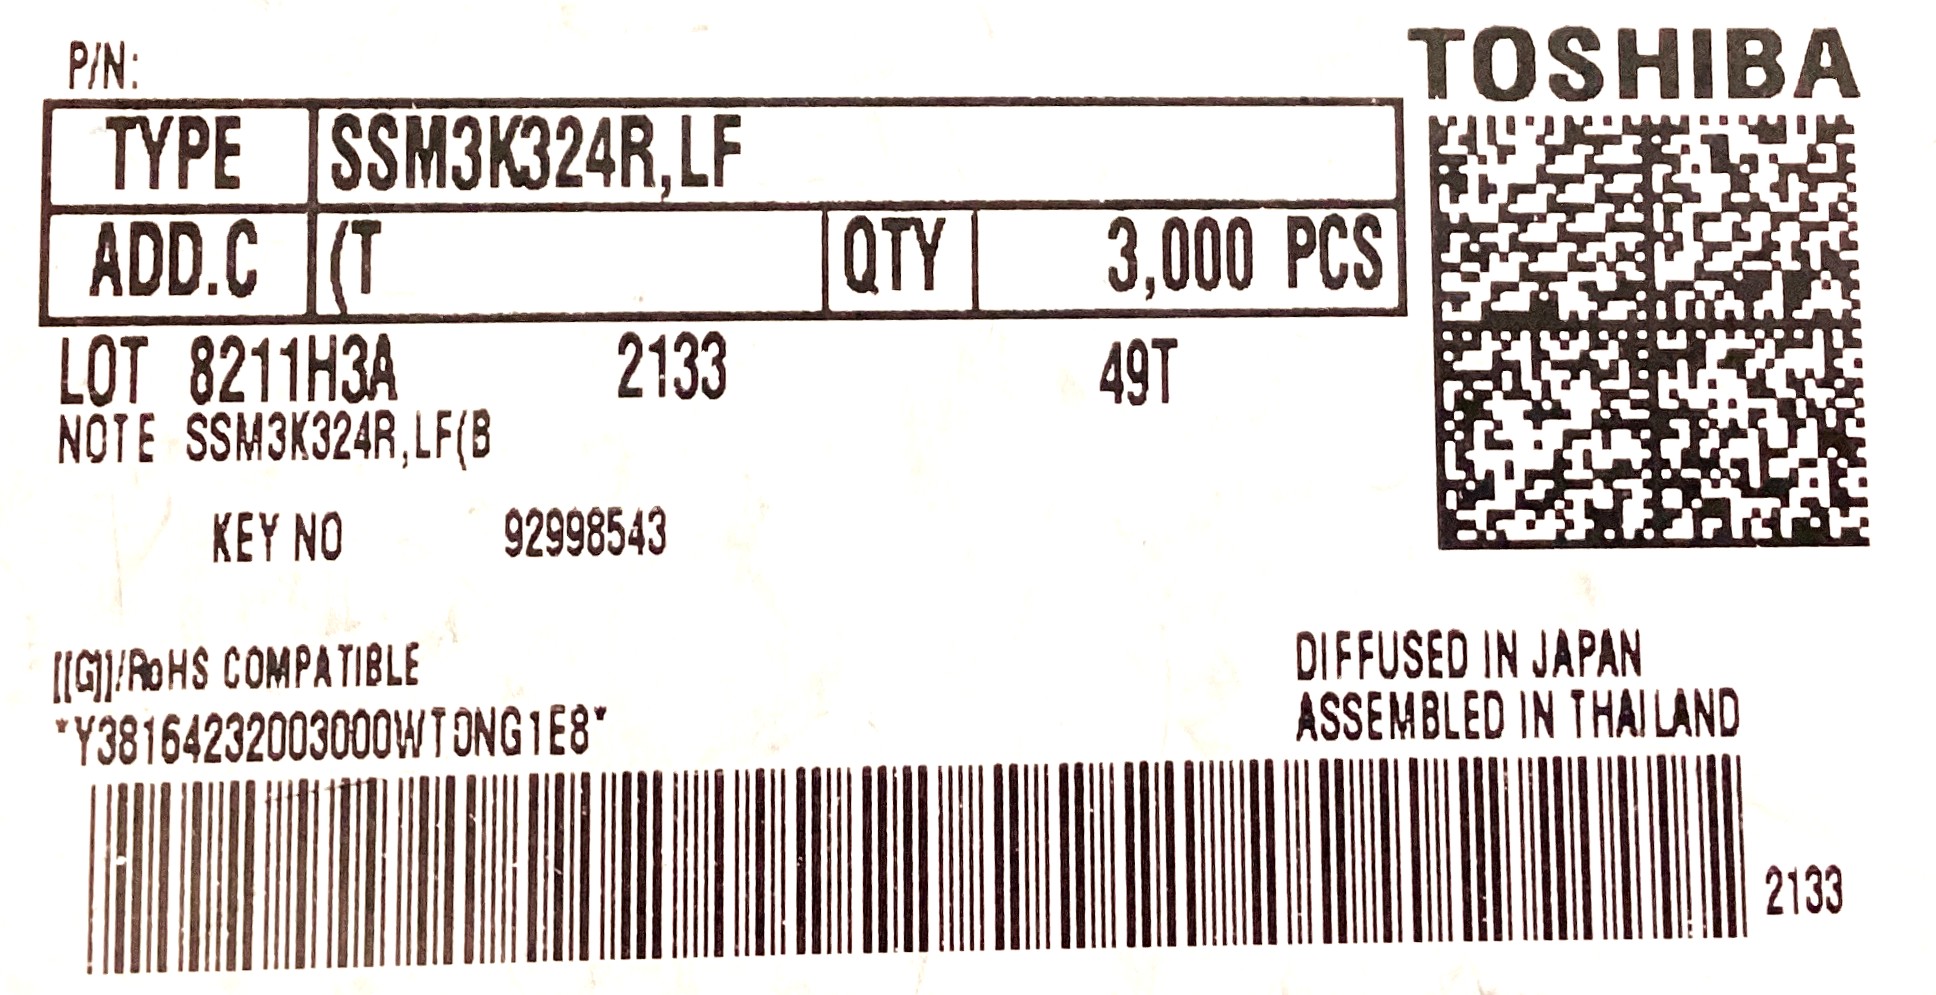 P/N:
TOSHIBA
TYPE SSM3K324R,LF
ADD.C (T QTY 3,000 PCS
LOT 8211H3A 2133 49T
NOTE SSM3K324R,LF(B
KEY NO 92998543
[[G]]/RoHS COMPATIBLE
DIFFUSED IN JAPAN
ASSEMBLED IN THAILAND
*Y38164232003000WT0NG1E8*
2133